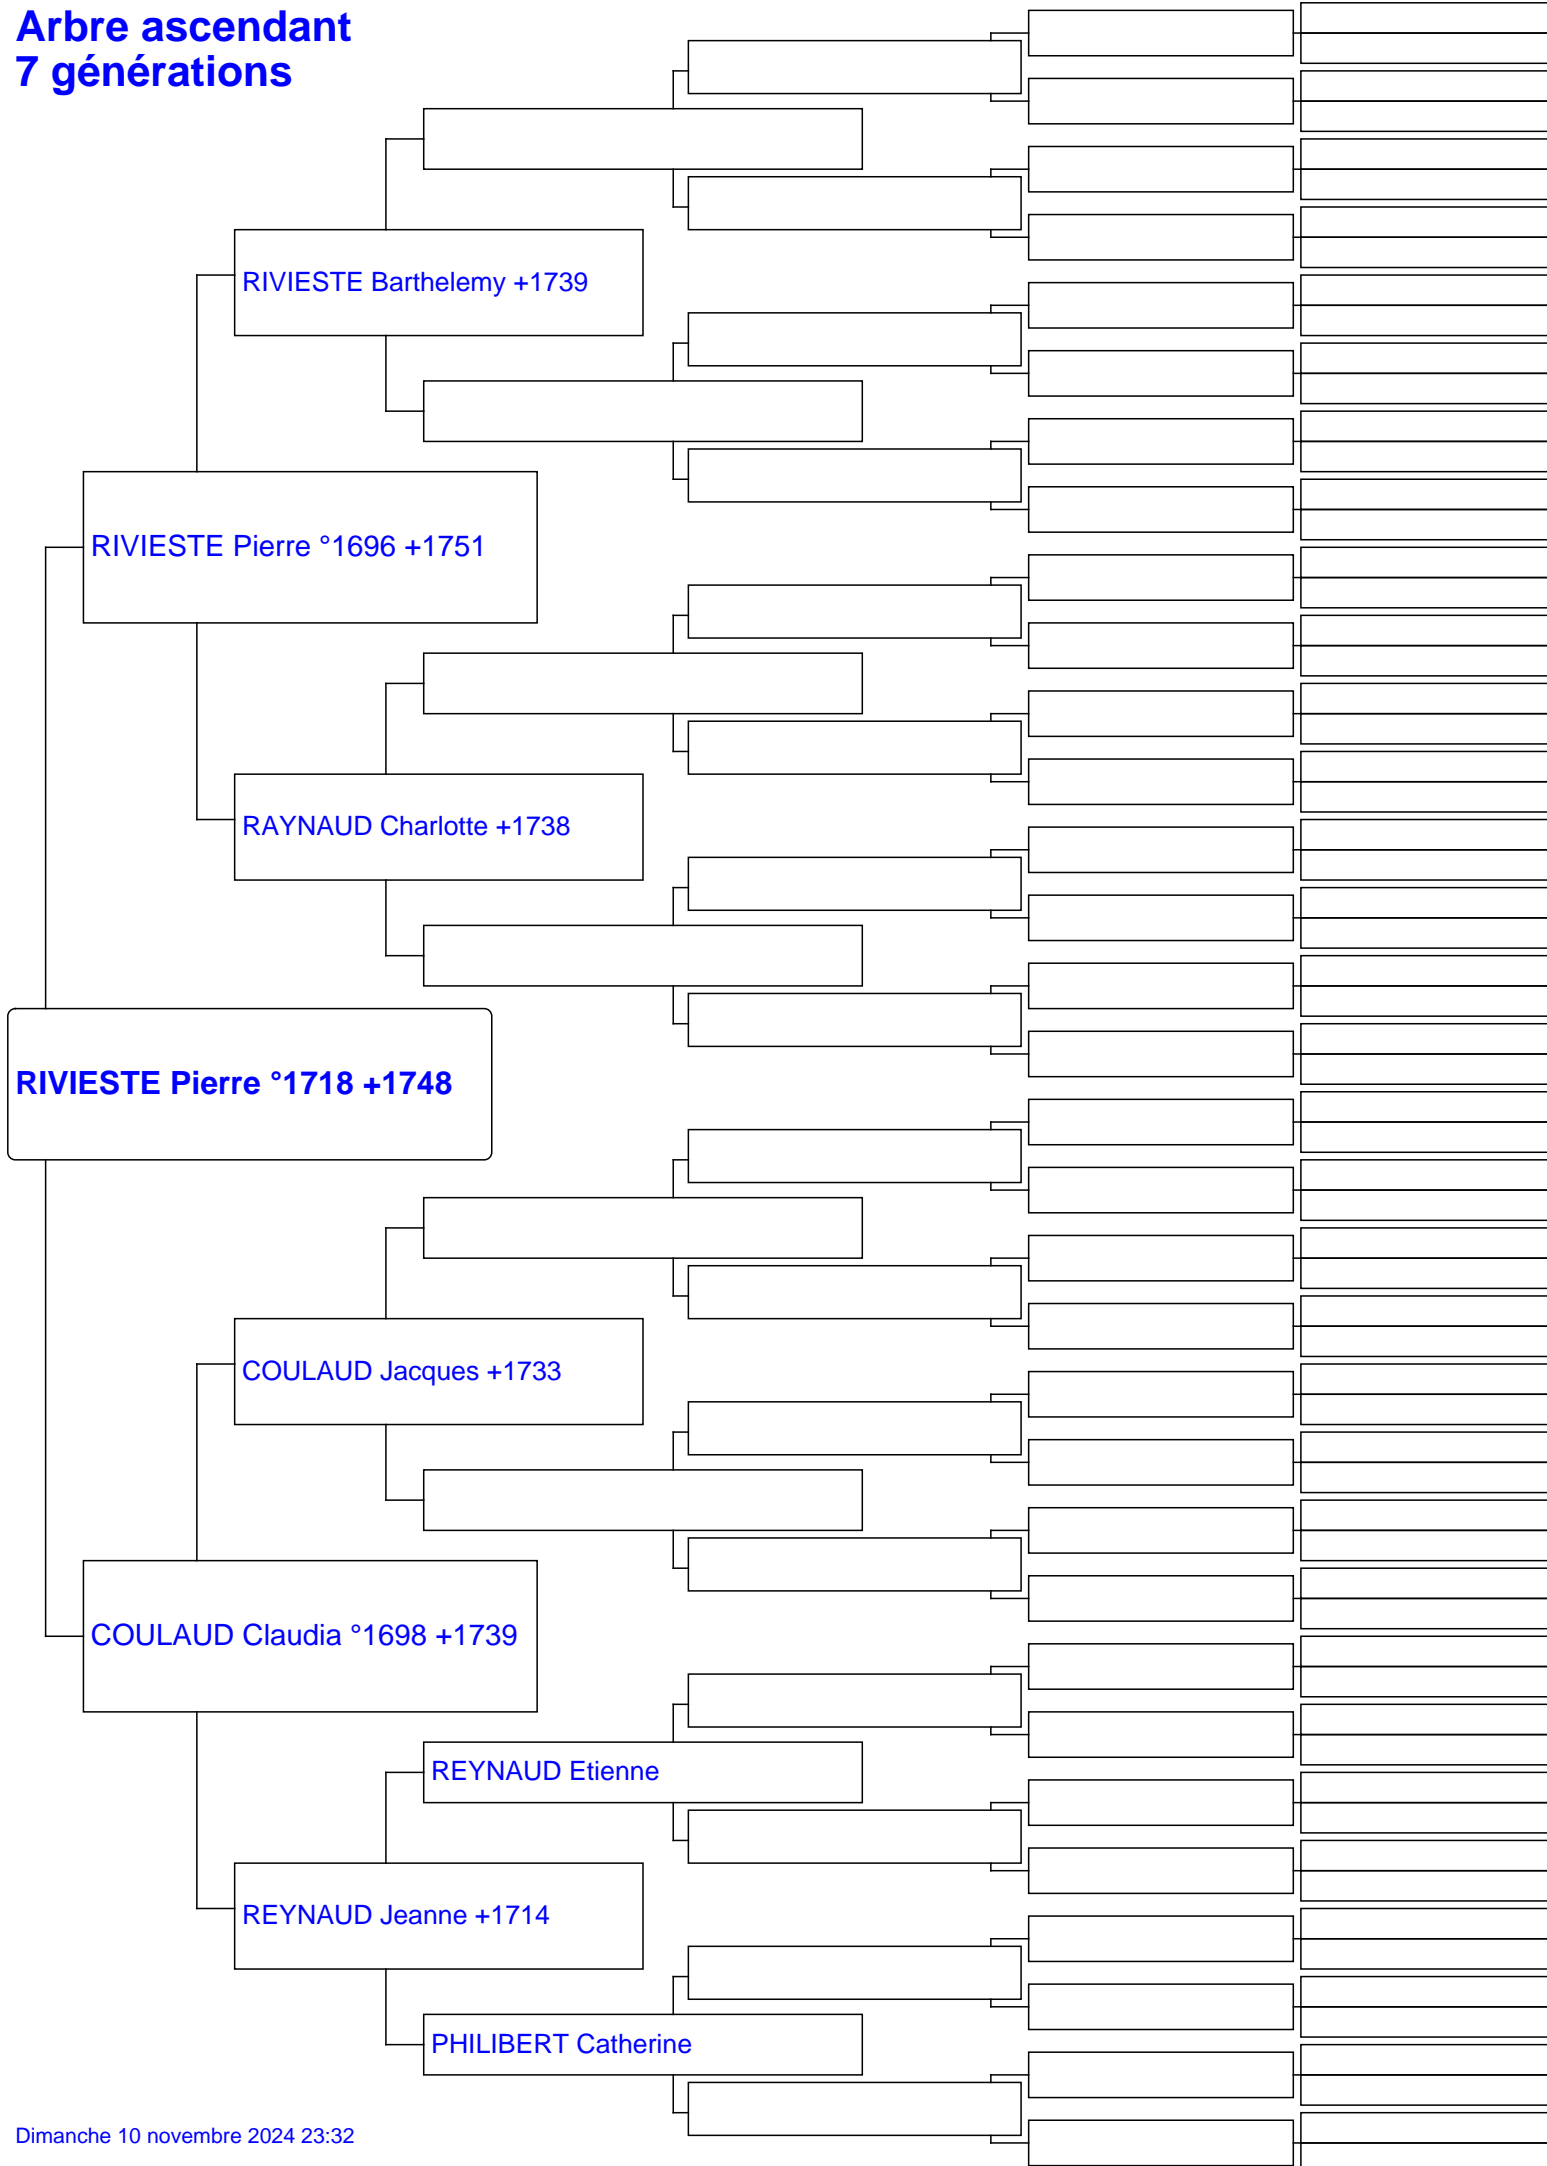 Arbre ascendant
7 générations
RIVIESTE Barthelemy +1739
RIVIESTE Pierre °1696 +1751
RAYNAUD Charlotte +1738
RIVIESTE Pierre °1718 +1748
COULAUD Jacques +1733
COULAUD Claudia °1698 +1739
REYNAUD Etienne
REYNAUD Jeanne +1714
PHILIBERT Catherine
Dimanche 10 novembre 2024 23:32